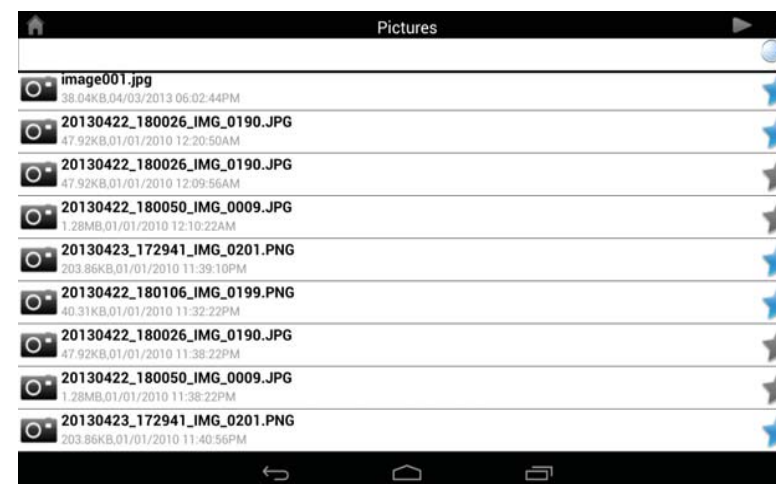 Pictures
image001.jpg
38.04KB,04/03/2013 06:02:44PM
20130422_180026_IMG_0190.JPG
47.92KB,01/01/2010 12:20:50AM
20130422_180026_IMG_0190.JPG
47.92KB,01/01/2010 12:09:56AM
20130422_180050_IMG_0009.JPG
1.28MB,01/01/2010 12:10:22AM
20130423_172941_IMG_0201.PNG
203.86KB,01/01/2010 11:39:10PM
20130422_180106_IMG_0199.PNG
40.31KB,01/01/2010 11:32:22PM
20130422_180026_IMG_0190.JPG
47.92KB,01/01/2010 11:38:22PM
20130422_180050_IMG_0009.JPG
1.28MB,01/01/2010 11:38:22PM
20130423_172941_IMG_0201.PNG
203.86KB,01/01/2010 11:40:56PM